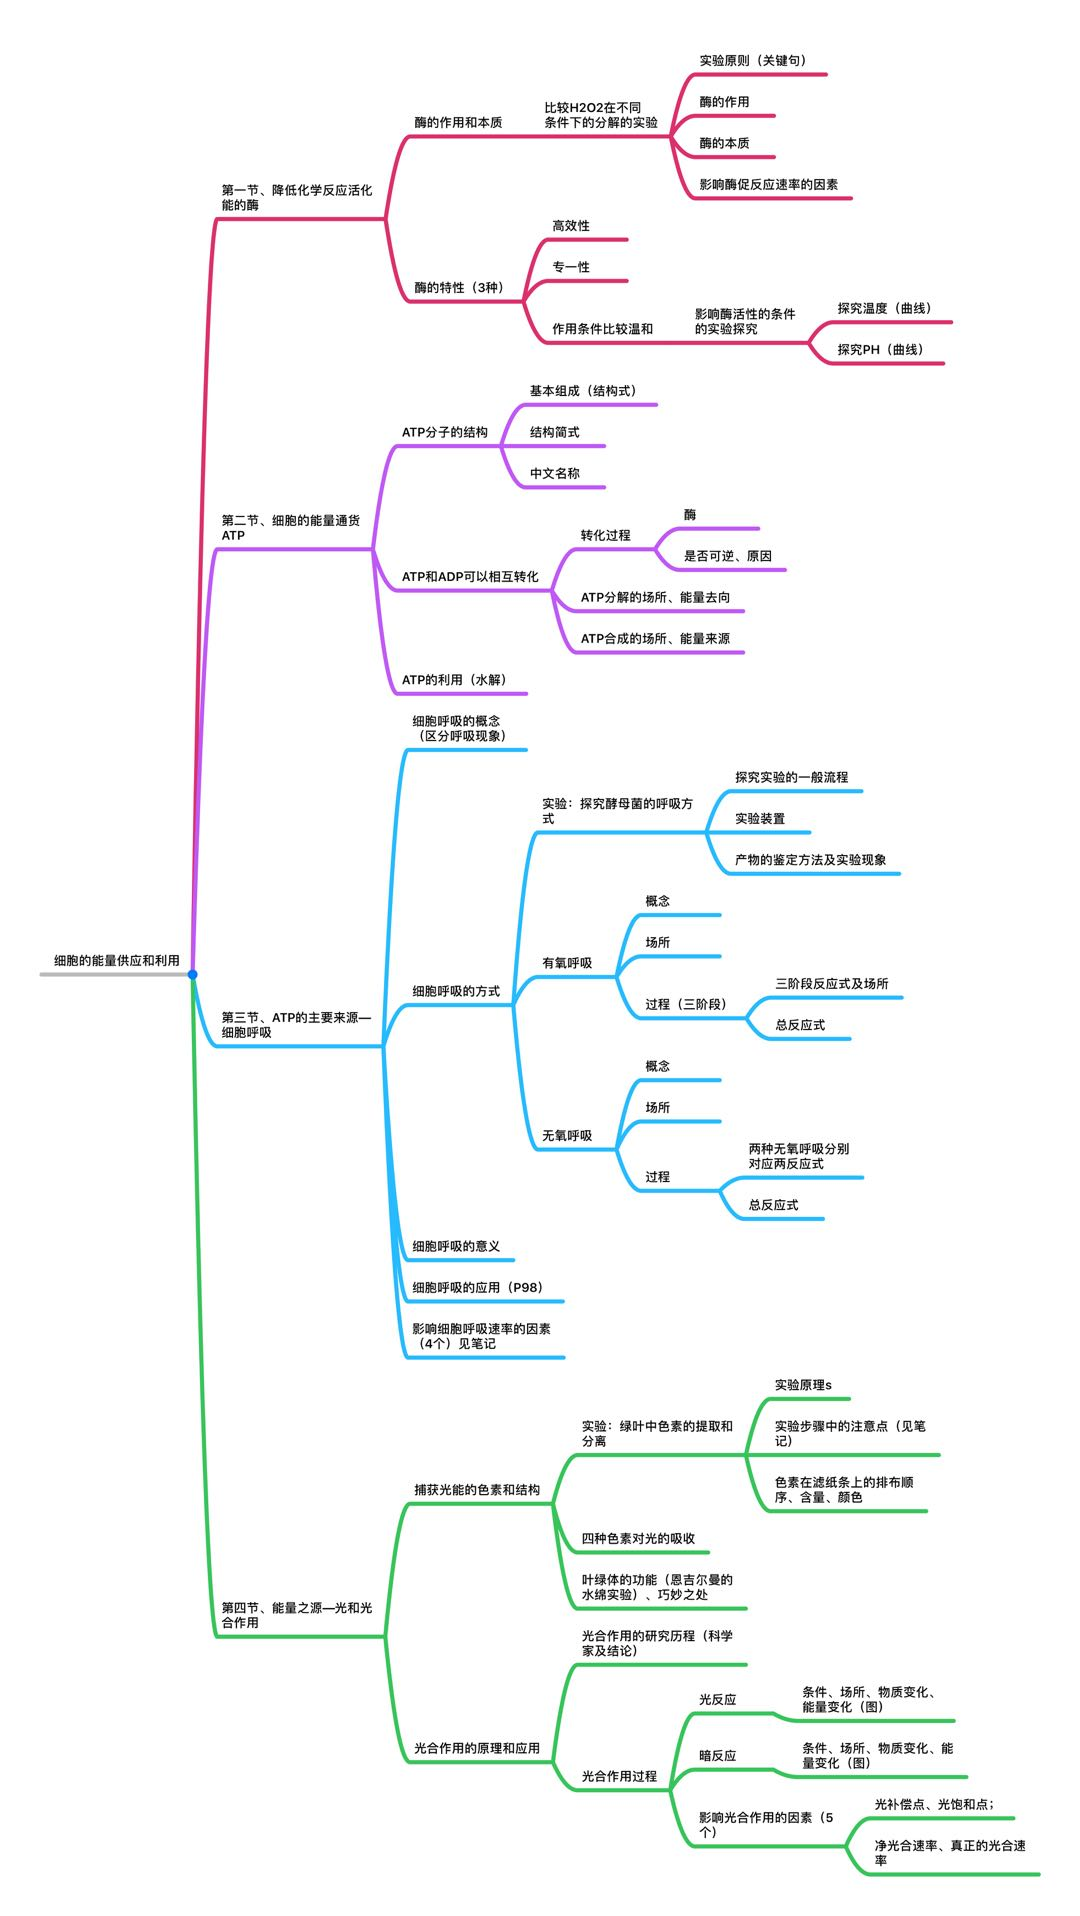 实验原则（关键句）
比较H2O2在不同
条件下的分解的实验
酶的作用
酶的作用和本质
酶的本质
影响酶促反应速率的因素
第一节、降低化学反应活化
能的酶
高效性
专一性
酶的特性（3种）
作用条件比较温和
影响酶活性的条件
的实验探究
探究温度（曲线）
探究PH（曲线）
基本组成（结构式）
ATP分子的结构
结构简式
中文名称
第二节、细胞的能量通货
ATP
酶
转化过程
是否可逆、原因
ATP和ADP可以相互转化
ATP分解的场所、能量去向
ATP合成的场所、能量来源
ATP的利用（水解）
细胞呼吸的概念
（区分呼吸现象）
探究实验的一般流程
实验：探究酵母菌的呼吸方
式
实验装置
产物的鉴定方法及实验现象
概念
场所
有氧呼吸
细胞的能量供应和利用
三阶段反应式及场所
细胞呼吸的方式
过程（三阶段）
总反应式
第三节、ATP的主要来源—
细胞呼吸
概念
场所
无氧呼吸
两种无氧呼吸分别
对应两反应式
过程
总反应式
细胞呼吸的意义
细胞呼吸的应用（P98）
影响细胞呼吸速率的因素
（4个）见笔记
实验原理s
实验：绿叶中色素的提取和
分离
实验步骤中的注意点（见笔
记）
色素在滤纸条上的排布顺
序、含量、颜色
捕获光能的色素和结构
四种色素对光的吸收
叶绿体的功能（恩吉尔曼的
水绵实验）、巧妙之处
第四节、能量之源—光和光
合作用
光合作用的研究历程（科学
家及结论）
光反应
条件、场所、物质变化、
能量变化（图）
光合作用的原理和应用
暗反应
条件、场所、物质变化、能
量变化（图）
光合作用过程
影响光合作用的因素（5
个）
光补偿点、光饱和点；
净光合速率、真正的光合速
率